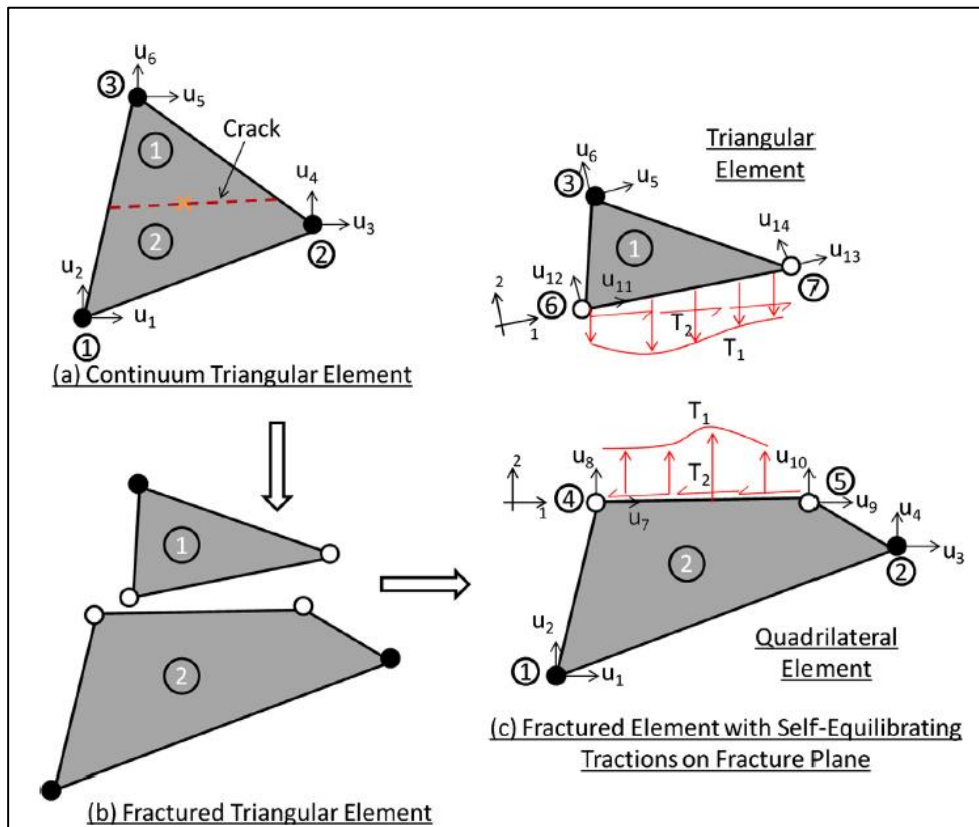 u6
③
u5
1
Crack
u4
2
u3
u2
②
u1
①
(a) Continuum Triangular Element
1
2
(b) Fractured Triangular Element
Triangular
Element
u6
③
u5
1
u14
u13
u12
u11
⑦
2
1
⑥
T2
T1
T1
u8
T2
u10
⑤
2
1
④
u7
u9
u4
2
u3
②
u2
①
u1
Quadrilateral
Element
(c) Fractured Element with Self-Equilibrating
Tractions on Fracture Plane